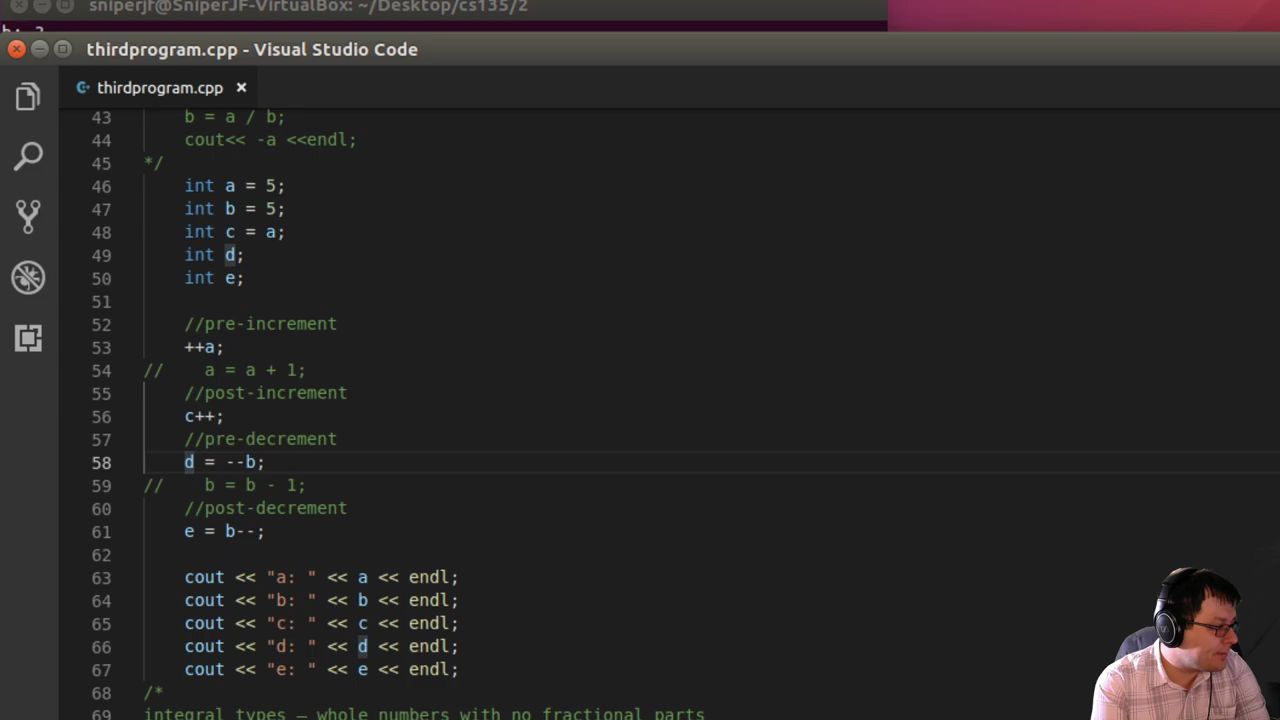 sniperjf@SniperJF-VirtualBox: ~/Desktop/cs135/2
thirdprogram.cpp - Visual Studio Code
thirdprogram.cpp ×
43 b = a / b;
44 cout<< -a <<endl;
45 */
46 int a = 5;
47 int b = 5;
48 int c = a;
49 int d;
50 int e;
51
52 //pre-increment
53 ++a;
54 // a = a + 1;
55 //post-increment
56 c++;
57 //pre-decrement
58 d = --b;
59 // b = b - 1;
60 //post-decrement
61 e = b--;
62
63 cout << "a: " << a << endl;
64 cout << "b: " << b << endl;
65 cout << "c: " << c << endl;
66 cout << "d: " << d << endl;
67 cout << "e: " << e << endl;
68 /*
69 integral types – whole numbers with no fractional parts